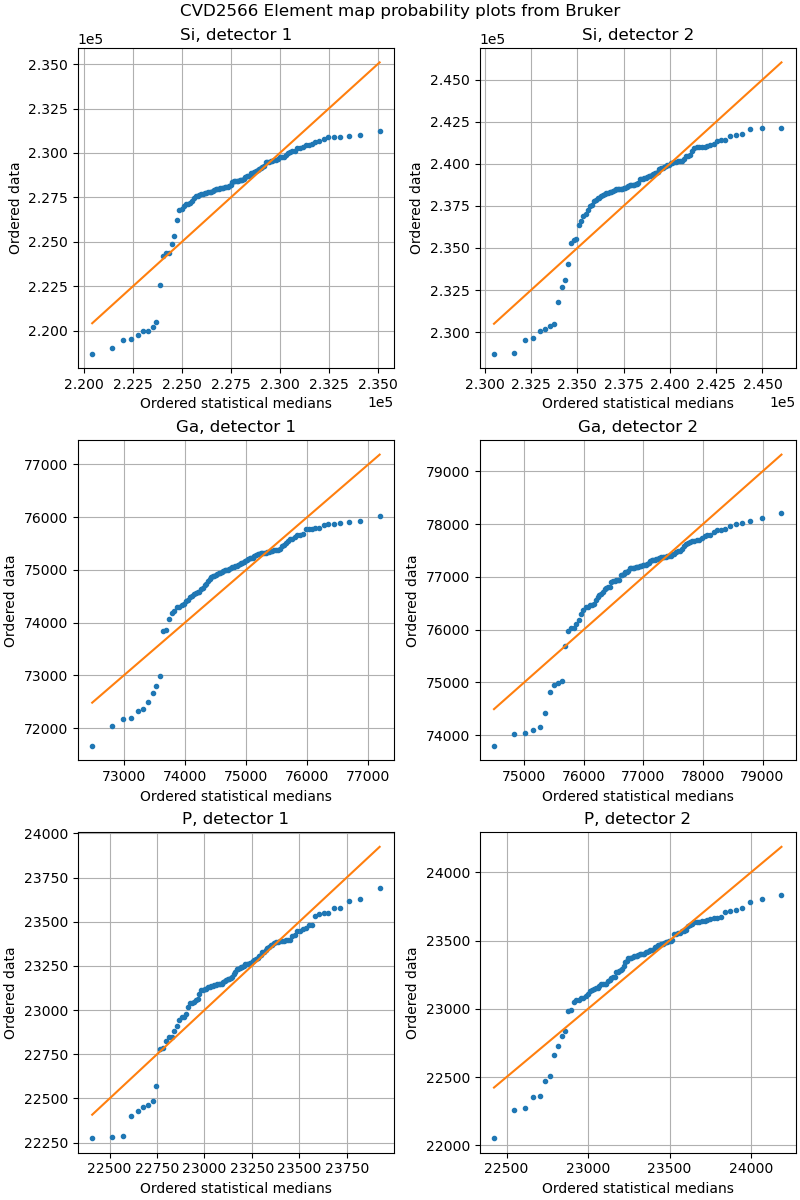 CVD2566 Element map probability plots from Bruker
Si, detector 1
1e5
2.350
2.325
2.300
2.275
2.250
2.225
2.200
Ordered data
2.200 2.225 2.250 2.275 2.300 2.325 2.350
Ordered statistical medians
1e5
Si, detector 2
1e5
2.450
2.425
2.400
2.375
2.350
2.325
2.300
Ordered data
2.300 2.325 2.350 2.375 2.400 2.425 2.450
Ordered statistical medians
1e5
Ga, detector 1
77000
76000
75000
74000
73000
72000
Ordered data
73000 74000 75000 76000 77000
Ordered statistical medians
Ga, detector 2
79000
78000
77000
76000
75000
74000
Ordered data
75000 76000 77000 78000 79000
Ordered statistical medians
P, detector 1
24000
23750
23500
23250
23000
22750
22500
22250
Ordered data
22500 22750 23000 23250 23500 23750
Ordered statistical medians
P, detector 2
24000
23500
23000
22500
22000
Ordered data
22500 23000 23500 24000
Ordered statistical medians